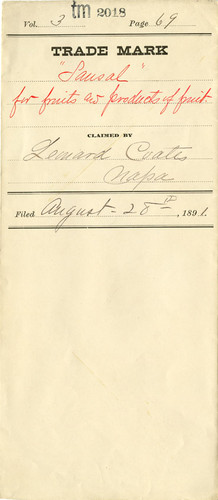 tm 2018
Vol. 3 Page 69
TRADE MARK
"Sansal"
for fruits and products of fruit
CLAIMED BY
Leonard Coates
Napa
Filed August 28th, 1891